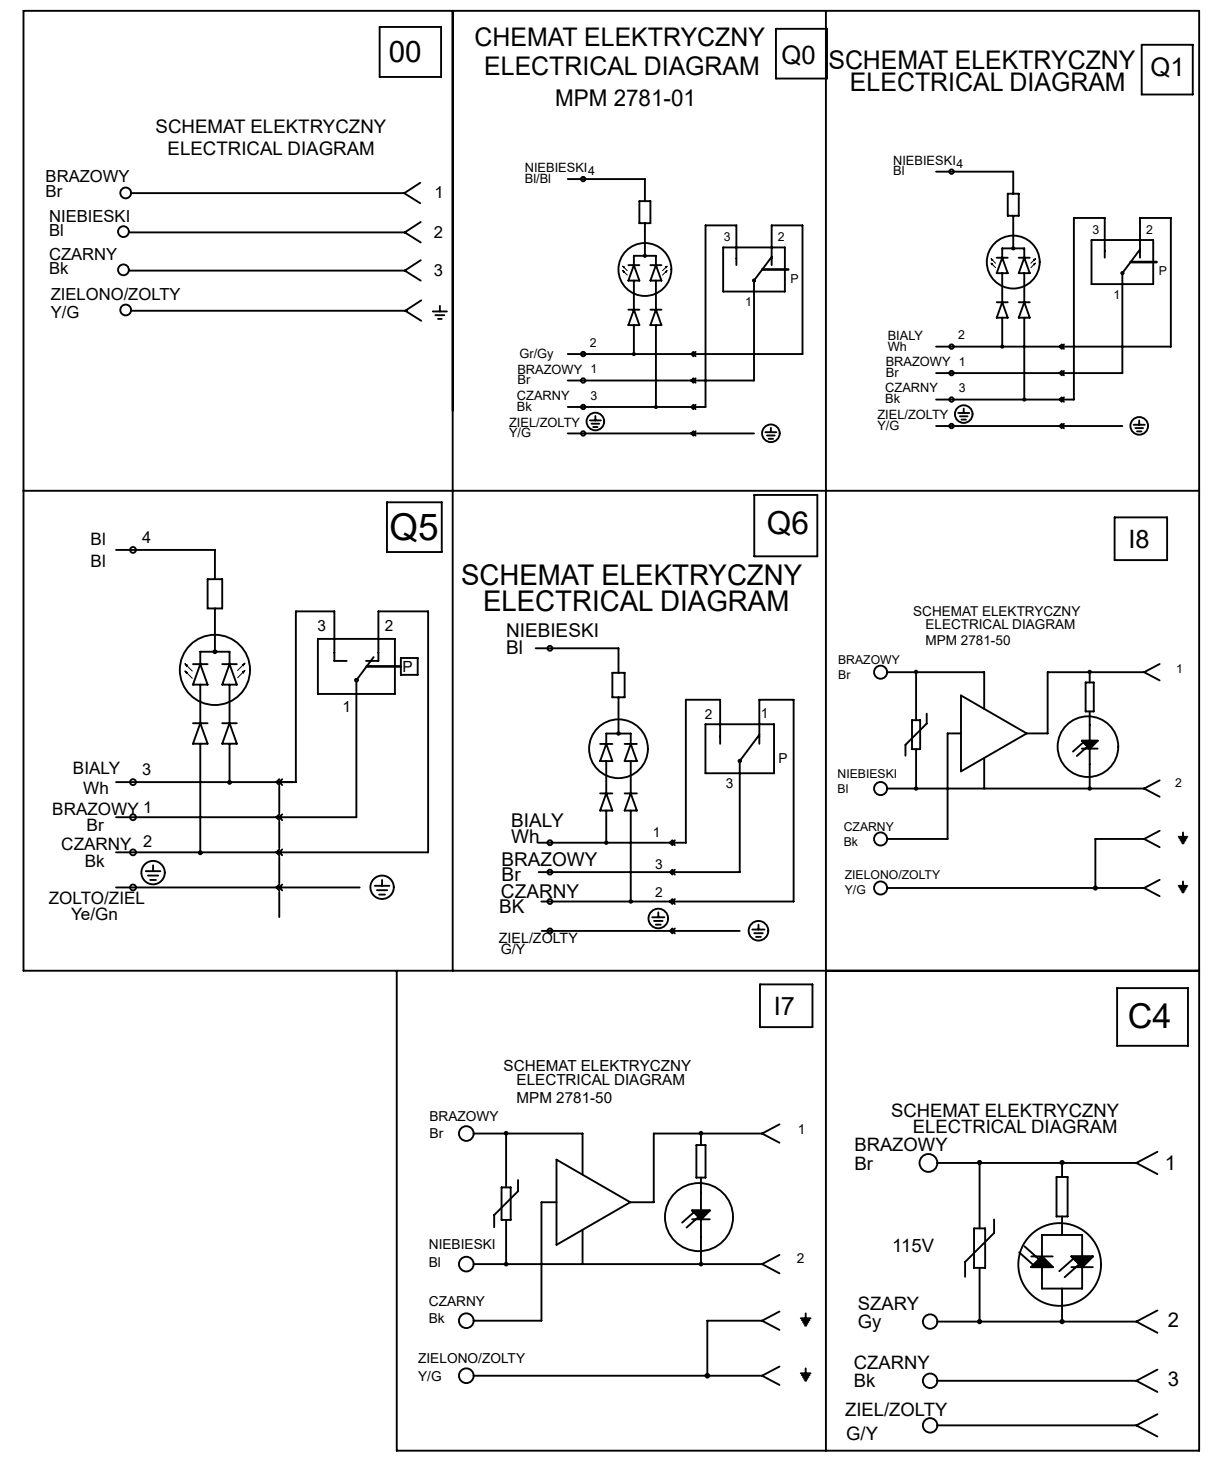 00
SCHEMAT ELEKTRYCZNY
ELECTRICAL DIAGRAM
BRAZOWY
Br
1
NIEBIESKI
Bl
2
CZARNY
Bk
3
ZIELONO/ZOLTY
Y/G
CHEMAT ELEKTRYCZNY
Q0
ELECTRICAL DIAGRAM
MPM 2781-01
NIEBIESKI 4
Bl/Bl
3 2
P
1
2
Gr/Gy
BRAZOWY 1
Br
CZARNY 3
Bk
ZIEL/ZOLTY
Y/G
SCHEMAT ELEKTRYCZNY
Q1
ELECTRICAL DIAGRAM
NIEBIESKI 4
Bl
3 2
P
1
BIALY 2
Wh
BRAZOWY 1
Br
CZARNY 3
Bk
ZIEL/ZOLTY
Y/G
Q5
Bl 4
Bl
3 2
P
1
BIALY 3
Wh
BRAZOWY 1
Br
CZARNY 2
Bk
ZOLTO/ZIEL
Ye/Gn
Q6
SCHEMAT ELEKTRYCZNY
ELECTRICAL DIAGRAM
NIEBIESKI
Bl
2 1
P
3
BIALY
Wh 1
BRAZOWY
Br 3
CZARNY 2
BK
ZIEL/ZOLTY
G/Y
I8
SCHEMAT ELEKTRYCZNY
ELECTRICAL DIAGRAM
MPM 2781-50
BRAZOWY
Br
1
NIEBIESKI
Bl
2
CZARNY
Bk
ZIELONO/ZOLTY
Y/G
I7
SCHEMAT ELEKTRYCZNY
ELECTRICAL DIAGRAM
MPM 2781-50
BRAZOWY
Br
1
NIEBIESKI
Bl
2
CZARNY
Bk
ZIELONO/ZOLTY
Y/G
C4
SCHEMAT ELEKTRYCZNY
ELECTRICAL DIAGRAM
BRAZOWY
Br
1
115V
SZARY
Gy
2
CZARNY
Bk
3
ZIEL/ZOLTY
G/Y